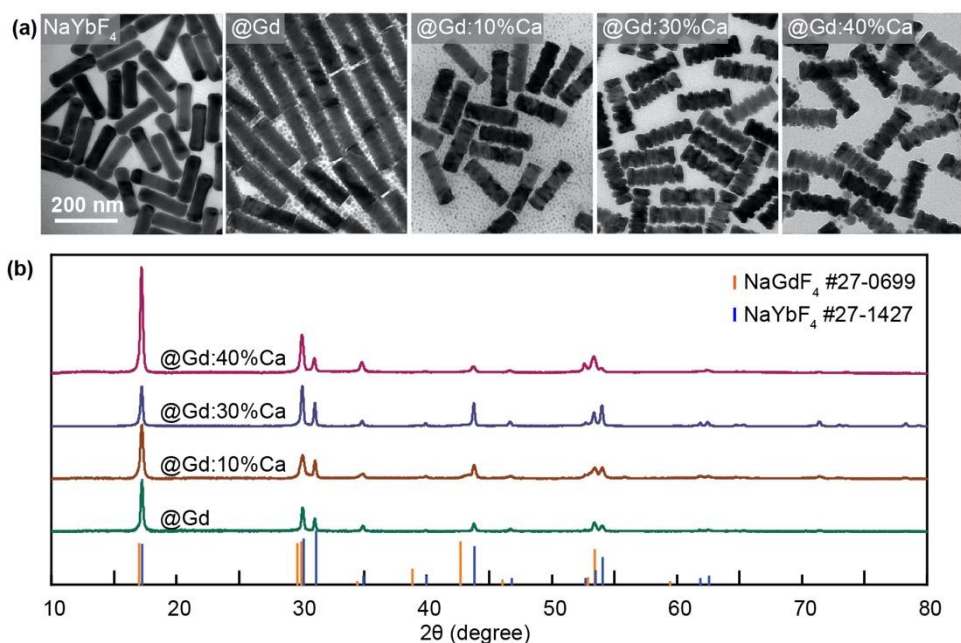 (a) NaYbF₄ @Gd @Gd:10%Ca @Gd:30%Ca @Gd:40%Ca
200 nm
(b)
NaGdF₄ #27-0699
NaYbF₄ #27-1427
@Gd:40%Ca
@Gd:30%Ca
@Gd:10%Ca
@Gd
10 20 30 40 50 60 70 80
2θ (degree)